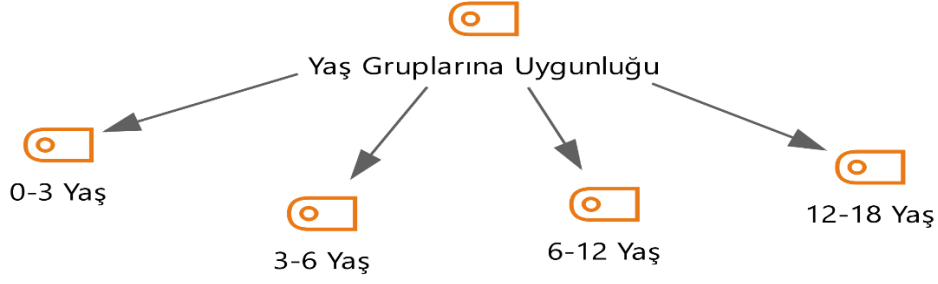 Yaş Gruplarına Uygunluğu
0-3 Yaş
3-6 Yaş
6-12 Yaş
12-18 Yaş